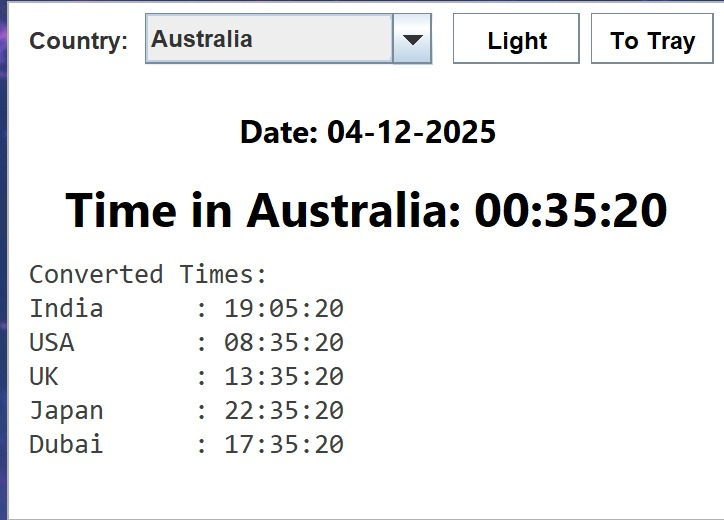 Country: Australia Light To Tray
Date: 04-12-2025
Time in Australia: 00:35:20
Converted Times:
India : 19:05:20
USA : 08:35:20
UK : 13:35:20
Japan : 22:35:20
Dubai : 17:35:20